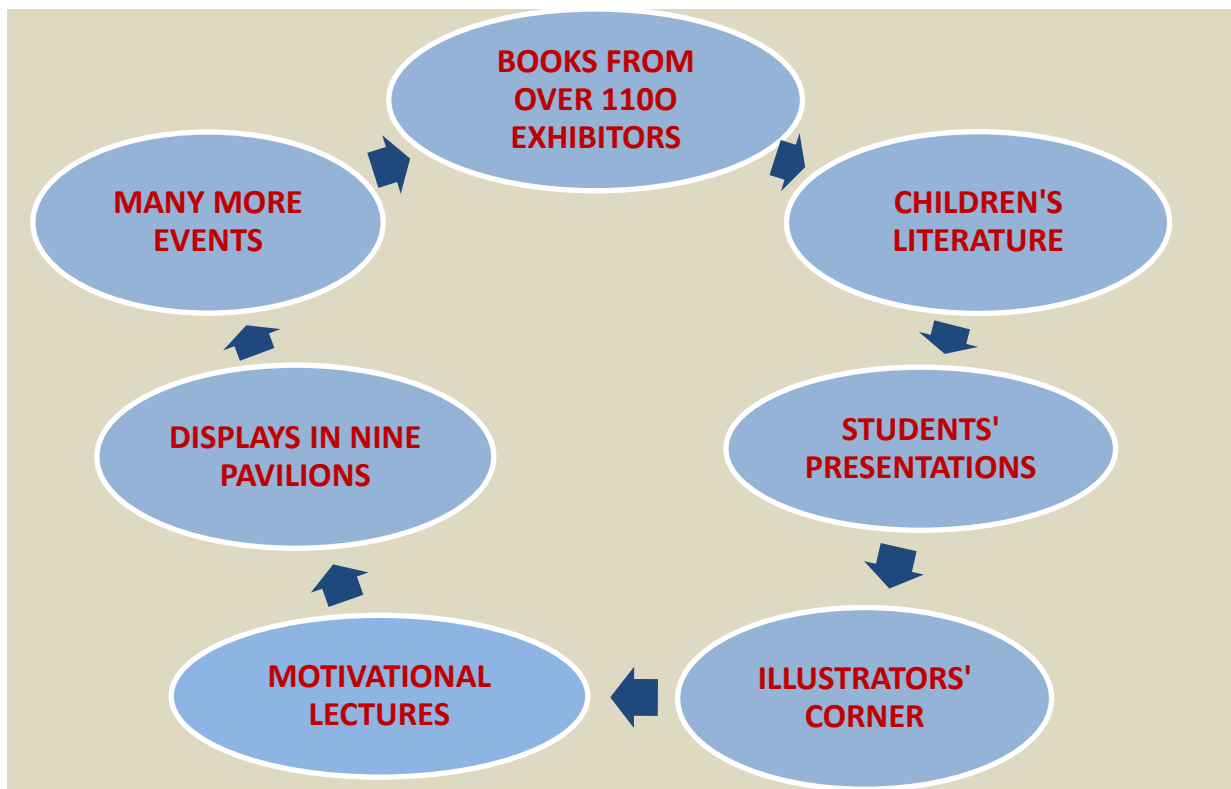 BOOKS FROM
OVER 110O
EXHIBITORS
CHILDREN'S
LITERATURE
STUDENTS'
PRESENTATIONS
ILLUSTRATORS'
CORNER
MOTIVATIONAL
LECTURES
DISPLAYS IN NINE
PAVILIONS
MANY MORE
EVENTS